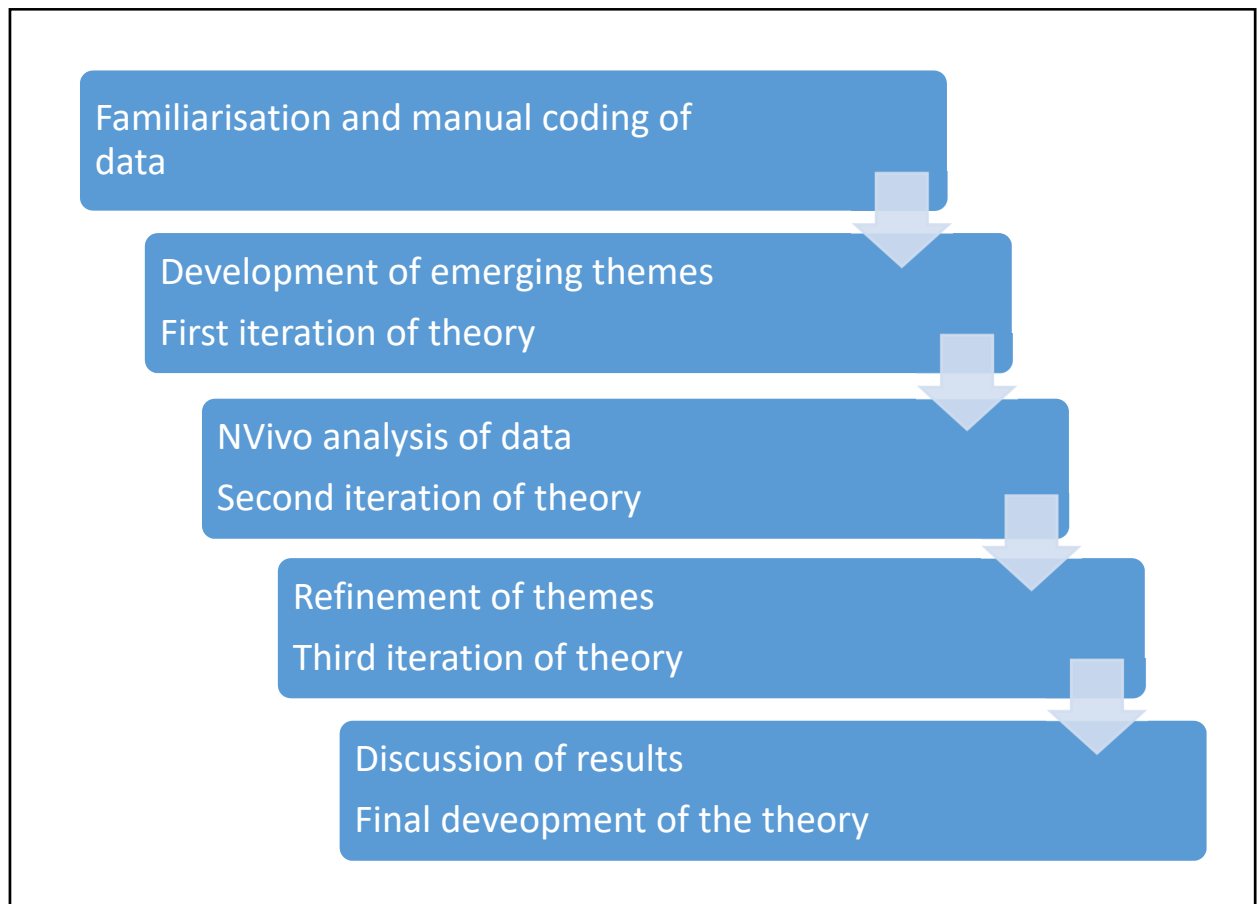 Familiarisation and manual coding of
data
Development of emerging themes
First iteration of theory
NVivo analysis of data
Second iteration of theory
Refinement of themes
Third iteration of theory
Discussion of results
Final deveopment of the theory